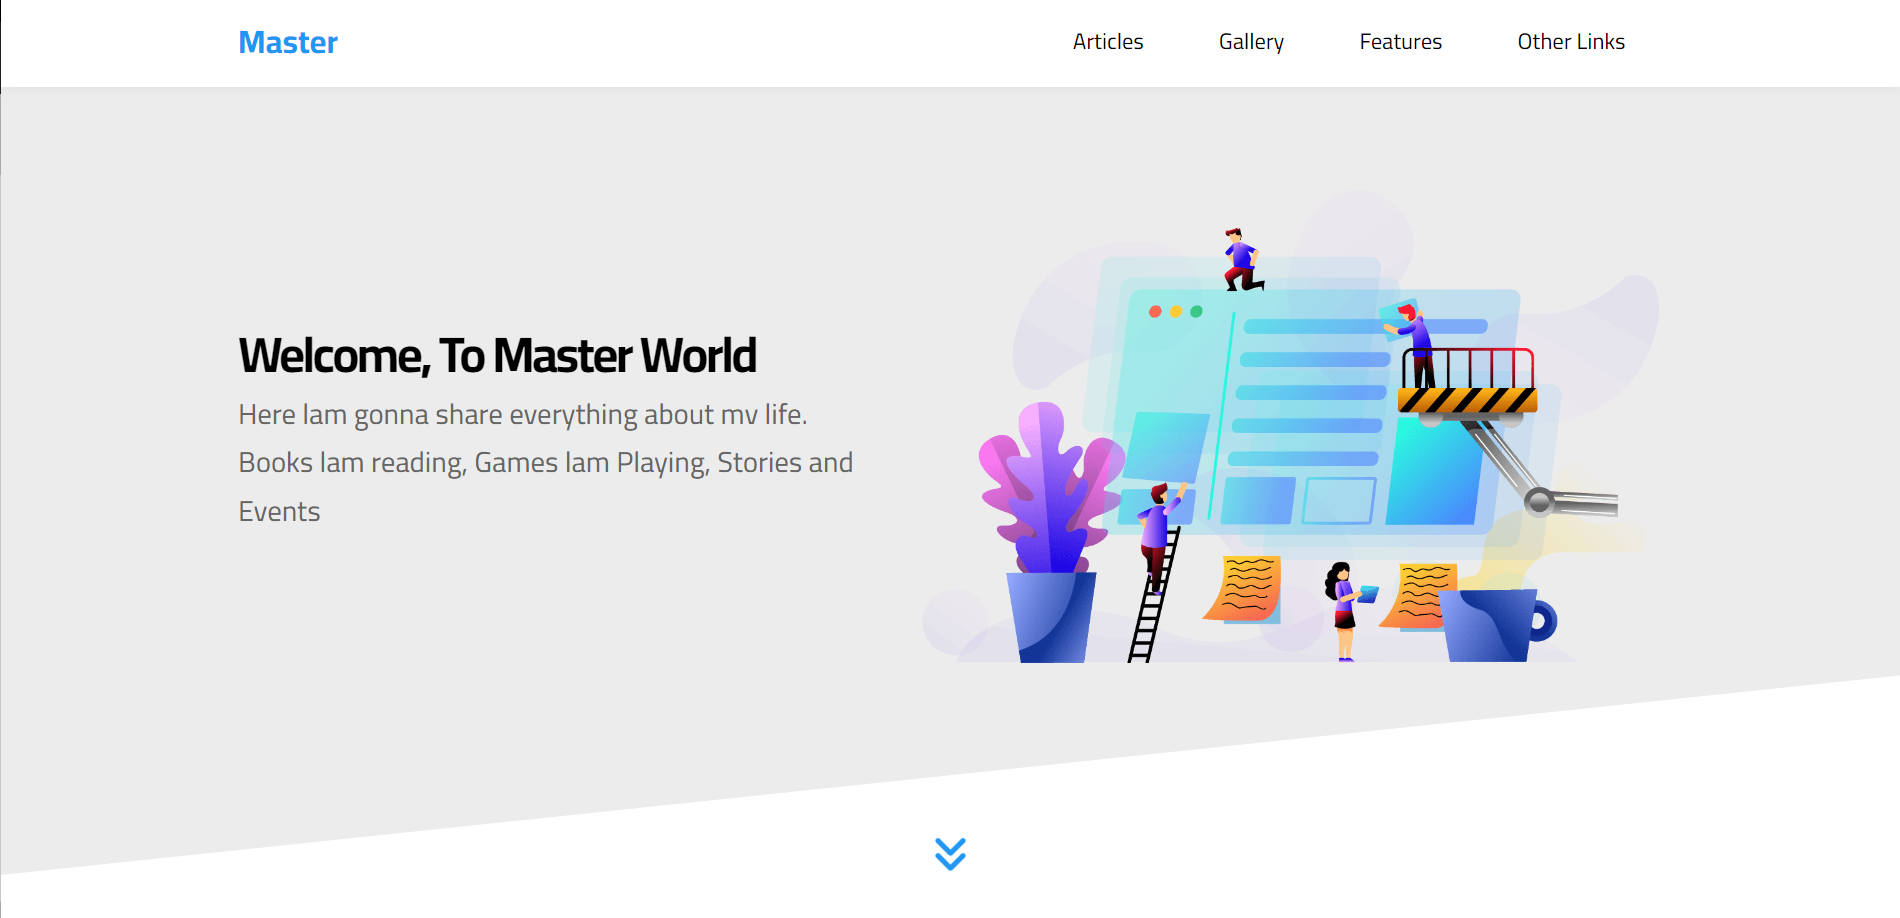 Master
Articles
Gallery
Features
Other Links
Welcome, To Master World
Here lam gonna share everything about mv life.
Books lam reading, Games lam Playing, Stories and
Events